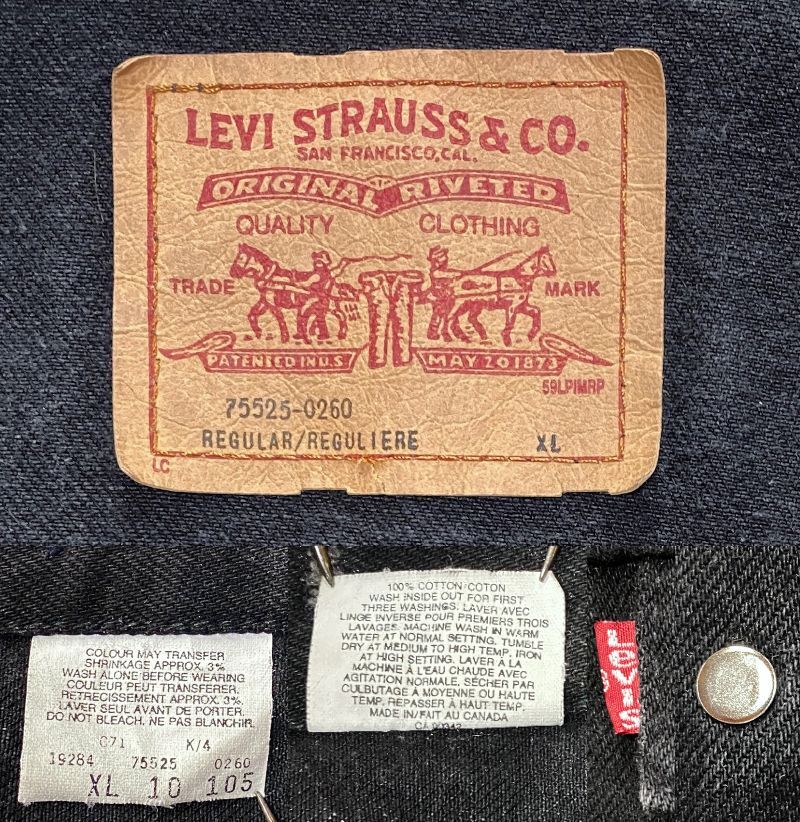 LEVI STRAUSS & CO.
SAN FRANCISCO, CAL.
ORIGINAL RIVETED
QUALITY CLOTHING
TRADE MARK
PATENTED IN U.S. MAY 20 1873
59LPIMRP
75525-0260
REGULAR/REGULIERE XL
LC
COLOUR MAY TRANSFER
SHRINKAGE APPROX. 3%
WASH ALONE BEFORE WEARING
COULEUR PEUT TRANSFERER.
RETRECISSEMENT APPROX. 3%.
LAVER SEUL AVANT DE PORTER.
DO NOT BLEACH. NE PAS BLANCHIR.
K/4
19284 75525 0260
XL 10 105
100% COTTON/COTON
WASH INSIDE OUT FOR FIRST
THREE WASHINGS. LAVER AVEC
LINGE INVERSE POUR PREMIERS TROIS
LAVAGES. MACHINE WASH IN WARM
WATER AT NORMAL SETTING. TUMBLE
DRY AT MEDIUM TO HIGH TEMP. IRON
AT HIGH SETTING. LAVER À LA
MACHINE À L'EAU CHAUDE AVEC
AGITATION NORMALE. SÉCHER PAR
CULBUTAGE À MOYENNE OU HAUTE
TEMP. REPASSER À HAUT TEMP.
MADE IN/FAIT AU CANADA
LEVI'S